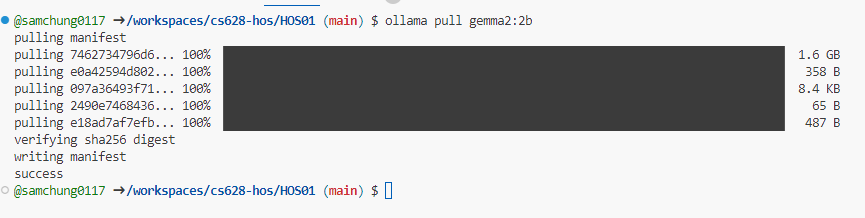 @samchung0117 ➜/workspaces/cs628-hos/HOS01 (main) $ ollama pull gemma2:2b
pulling manifest
pulling 7462734796d6... 100% 1.6 GB
pulling e0a42594d802... 100% 358 B
pulling 097a36493f71... 100% 8.4 KB
pulling 2490e7468436... 100% 65 B
pulling e18ad7af7efb... 100% 487 B
verifying sha256 digest
writing manifest
success
@samchung0117 ➜/workspaces/cs628-hos/HOS01 (main) $